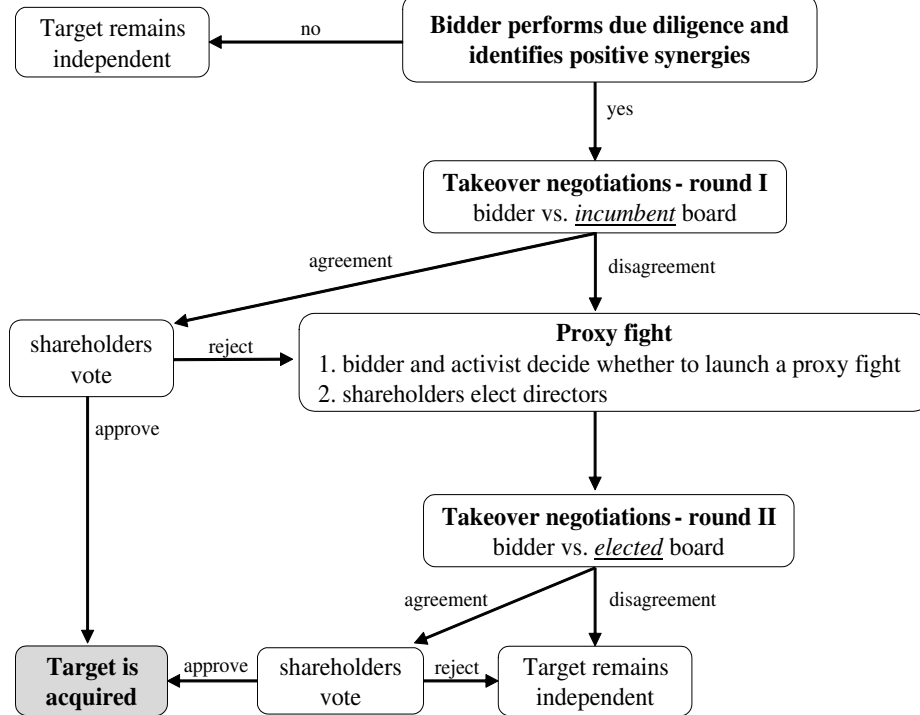 Target remains
independent
no
Bidder performs due diligence and
identifies positive synergies
yes
Takeover negotiations - round I
bidder vs. incumbent board
agreement
disagreement
shareholders
vote
reject
Proxy fight
1. bidder and activist decide whether to launch a proxy fight
2. shareholders elect directors
approve
Takeover negotiations - round II
bidder vs. elected board
agreement
disagreement
Target is
acquired
approve
shareholders
vote
reject
Target remains
independent